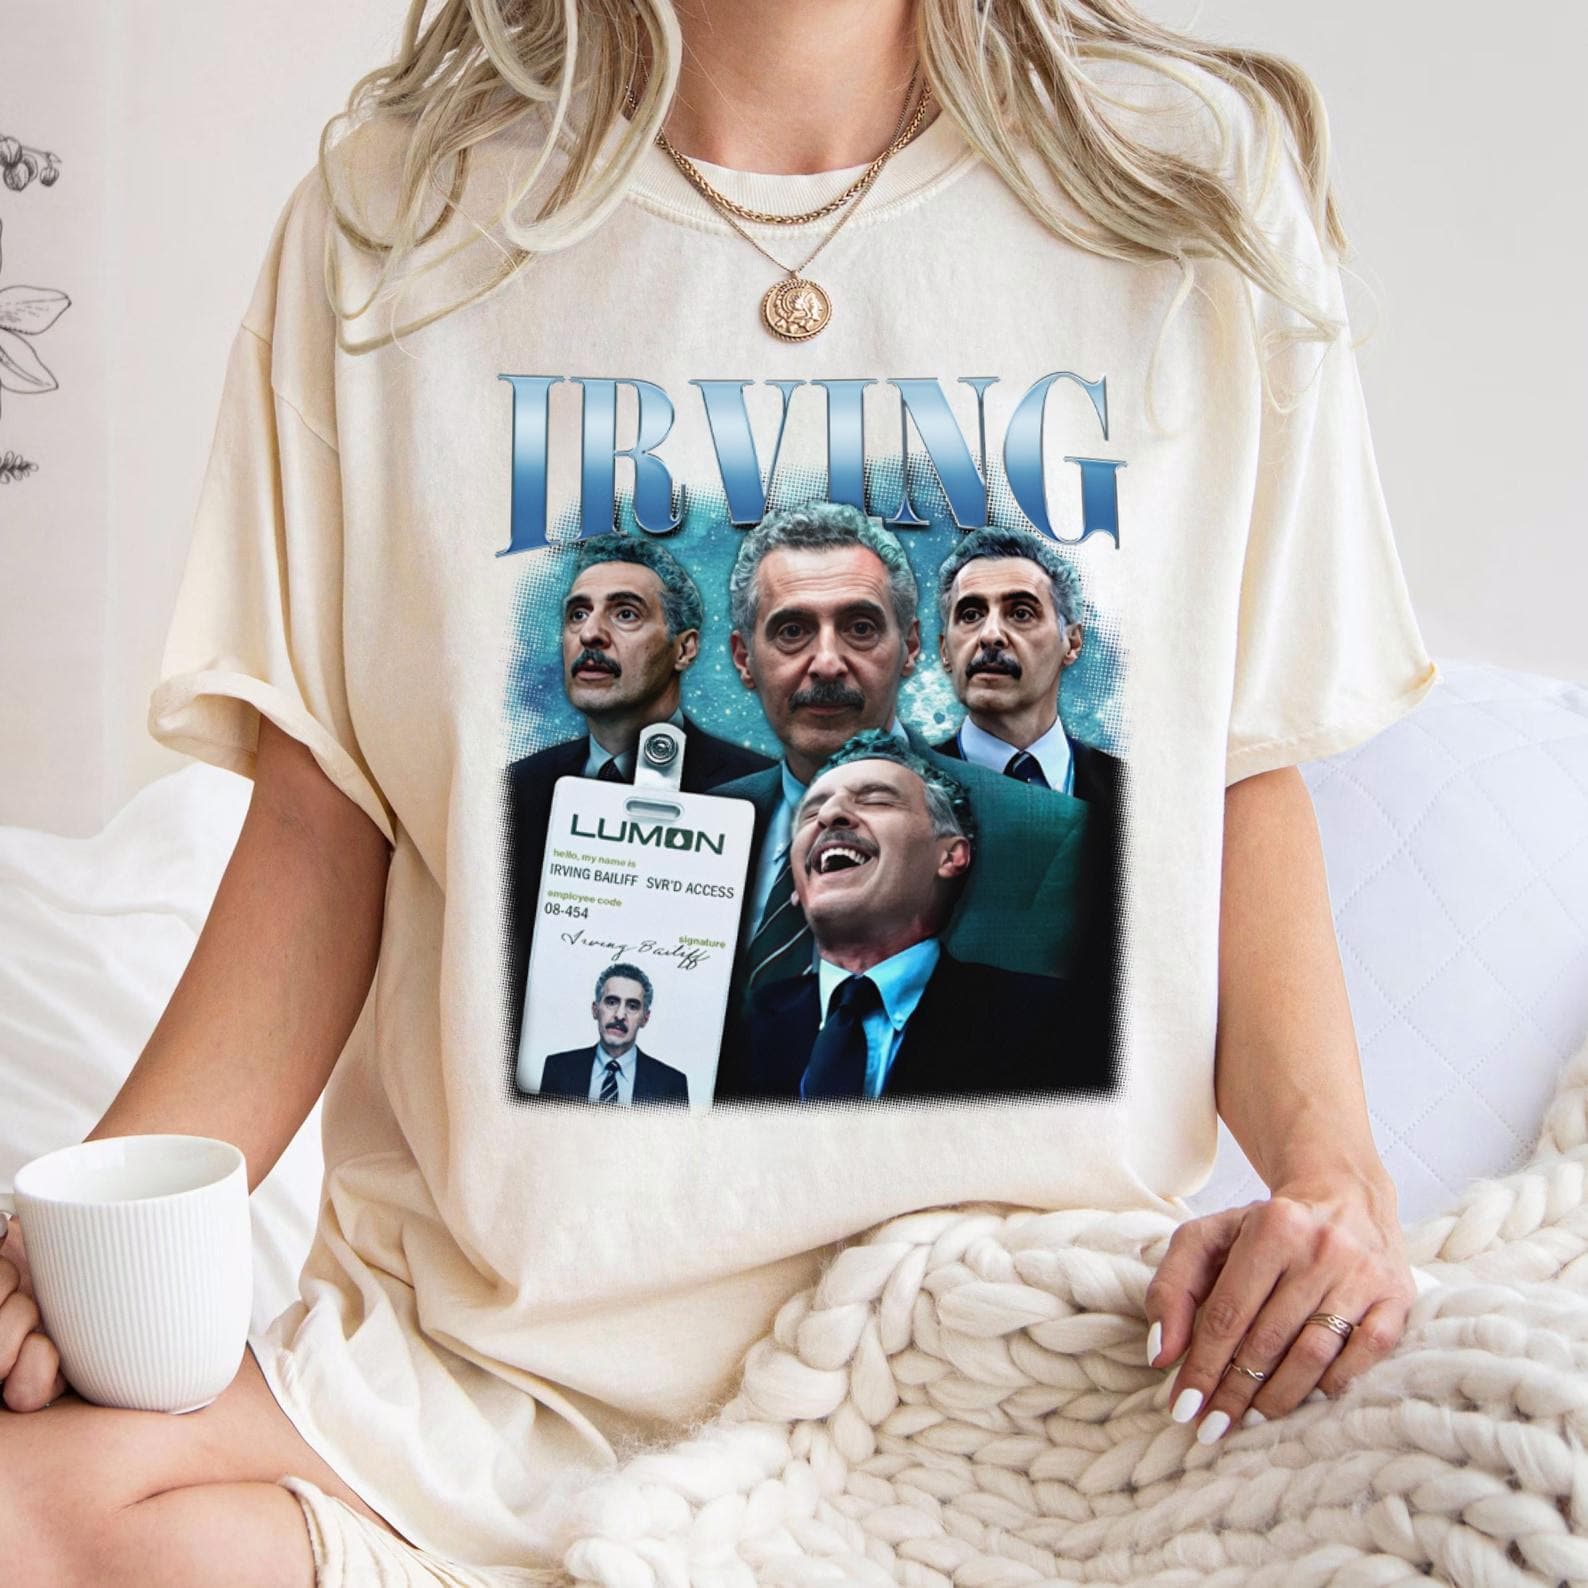 IRVING
LUMON
hello, my name is
IRVING BAILIFF SVR'D ACCESS
employee code
08-454
signature
Irving Bailiff